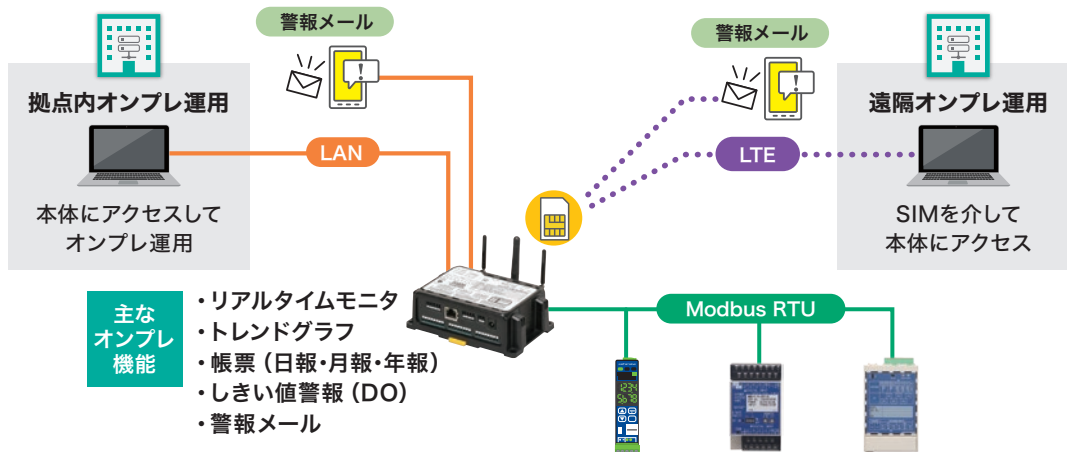 警報メール
拠点内オンプレ運用
LAN
本体にアクセスして
オンプレ運用
警報メール
遠隔オンプレ運用
LTE
SIMを介して
本体にアクセス
主な
オンプレ
機能
・リアルタイムモニタ
・トレンドグラフ
・帳票（日報・月報・年報）
・しきい値警報（DO）
・警報メール
Modbus RTU
1234
5678